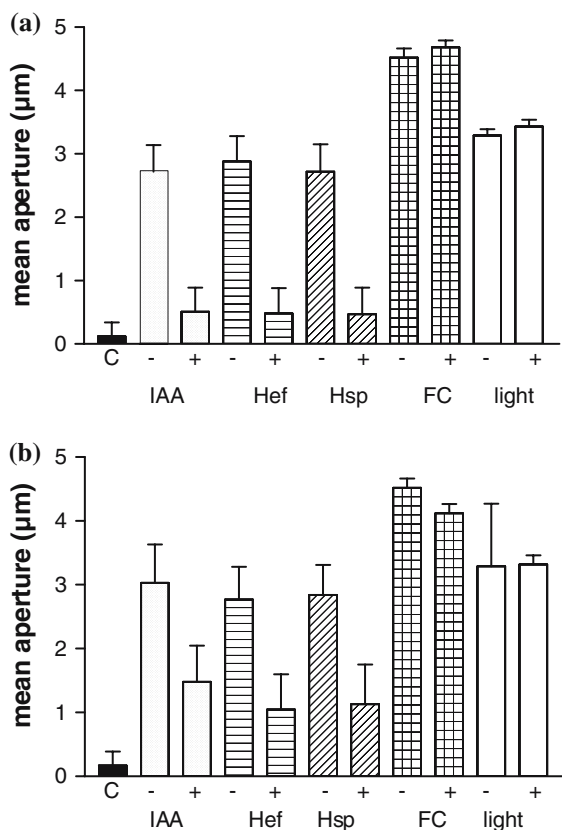 (a)
mean aperture (µm)
5
4
3
2
1
0
C - + - + - + - + - +
IAA Hef Hsp FC light
(b)
mean aperture (µm)
5
4
3
2
1
0
C - + - + - + - + - +
IAA Hef Hsp FC light